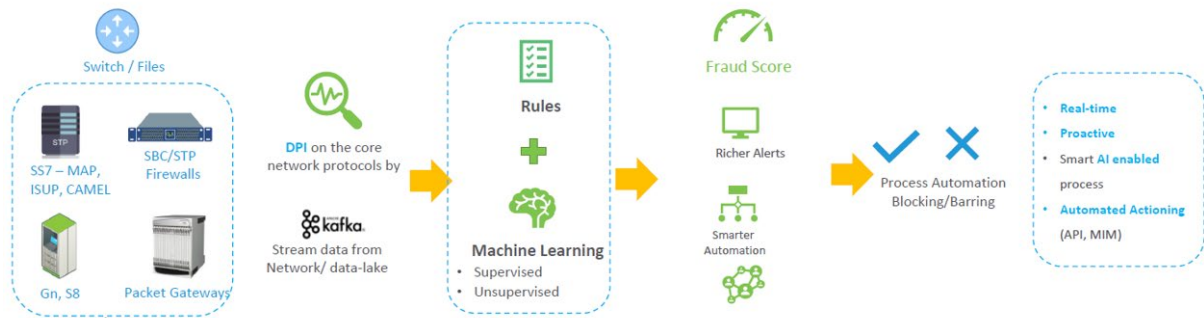 Switch / Files
STP
SS7 – MAP,
ISUP, CAMEL
SBC/STP
Firewalls
Gn, S8
Packet Gateways
DPI on the core
network protocols by
kafka.
Stream data from
Network/ data-lake
Rules
Machine Learning
• Supervised
• Unsupervised
Fraud Score
Richer Alerts
Smarter
Automation
Process Automation
Blocking/Barring
• Real-time
• Proactive
• Smart AI enabled
process
• Automated Actioning
(API, MIM)